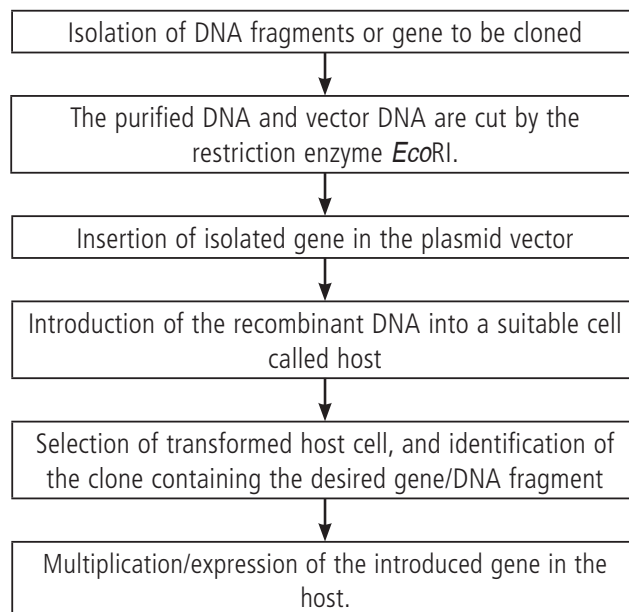 Isolation of DNA fragments or gene to be cloned
The purified DNA and vector DNA are cut by the
restriction enzyme EcoRI.
Insertion of isolated gene in the plasmid vector
Introduction of the recombinant DNA into a suitable cell
called host
Selection of transformed host cell, and identification of
the clone containing the desired gene/DNA fragment
Multiplication/expression of the introduced gene in the
host.